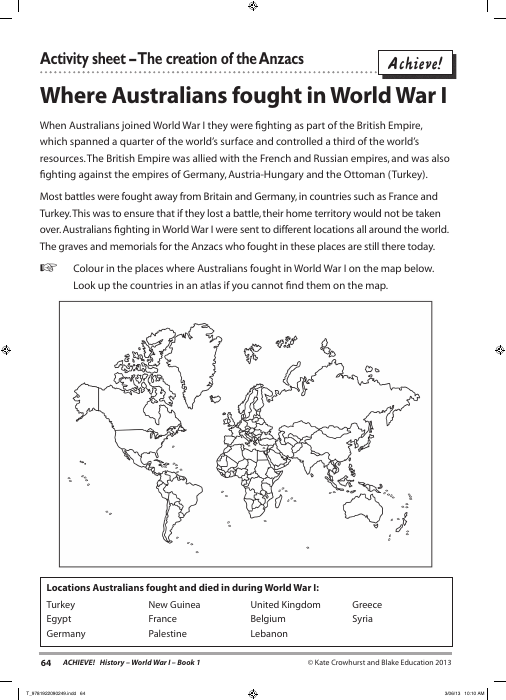 Activity sheet – The creation of the Anzacs
Achieve!
Where Australians fought in World War I
When Australians joined World War I they were fighting as part of the British Empire,
which spanned a quarter of the world's surface and controlled a third of the world's
resources. The British Empire was allied with the French and Russian empires, and was also
fighting against the empires of Germany, Austria-Hungary and the Ottoman (Turkey).
Most battles were fought away from Britain and Germany, in countries such as France and
Turkey. This was to ensure that if they lost a battle, their home territory would not be taken
over. Australians fighting in World War I were sent to different locations all around the world.
The graves and memorials for the Anzacs who fought in these places are still there today.
Colour in the places where Australians fought in World War I on the map below.
Look up the countries in an atlas if you cannot find them on the map.
Locations Australians fought and died in during World War I:
Turkey New Guinea United Kingdom Greece
Egypt France Belgium Syria
Germany Palestine Lebanon
64 ACHIEVE! History – World War I – Book 1 © Kate Crowhurst and Blake Education 2013
T_9781922090249.indd 64 3/06/13 10:10 AM